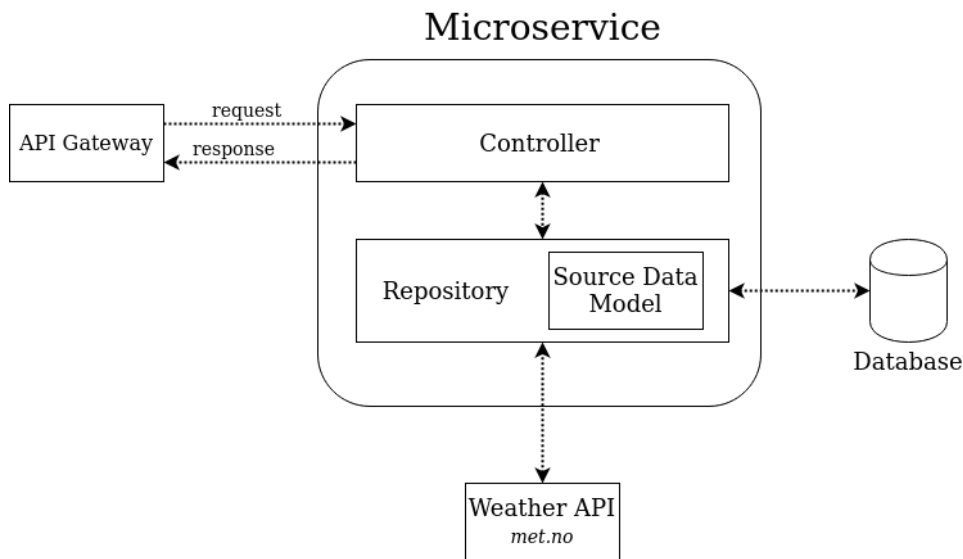 Microservice
request
API Gateway
Controller
response
Repository
Source Data
Model
Database
Weather API
met.no